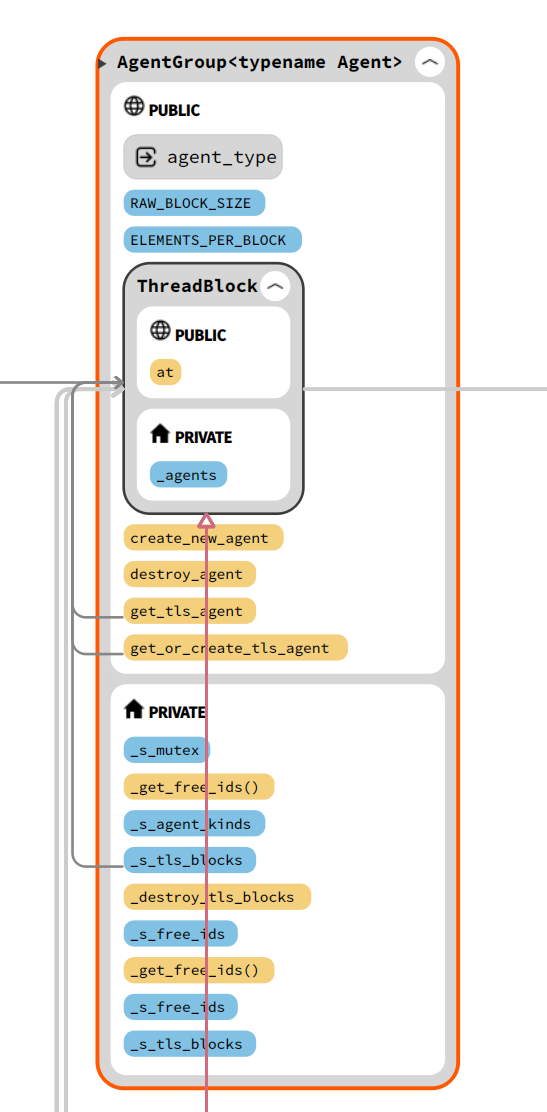 AgentGroup<typename Agent>
PUBLIC
agent_type
RAW_BLOCK_SIZE
ELEMENTS_PER_BLOCK
ThreadBlock
PUBLIC
at
PRIVATE
_agents
create_new_agent
destroy_agent
get_tls_agent
get_or_create_tls_agent
PRIVATE
_s_mutex
_get_free_ids()
_s_agent_kinds
_s_tls_blocks
_destroy_tls_blocks
_s_free_ids
_get_free_ids()
_s_free_ids
_s_tls_blocks